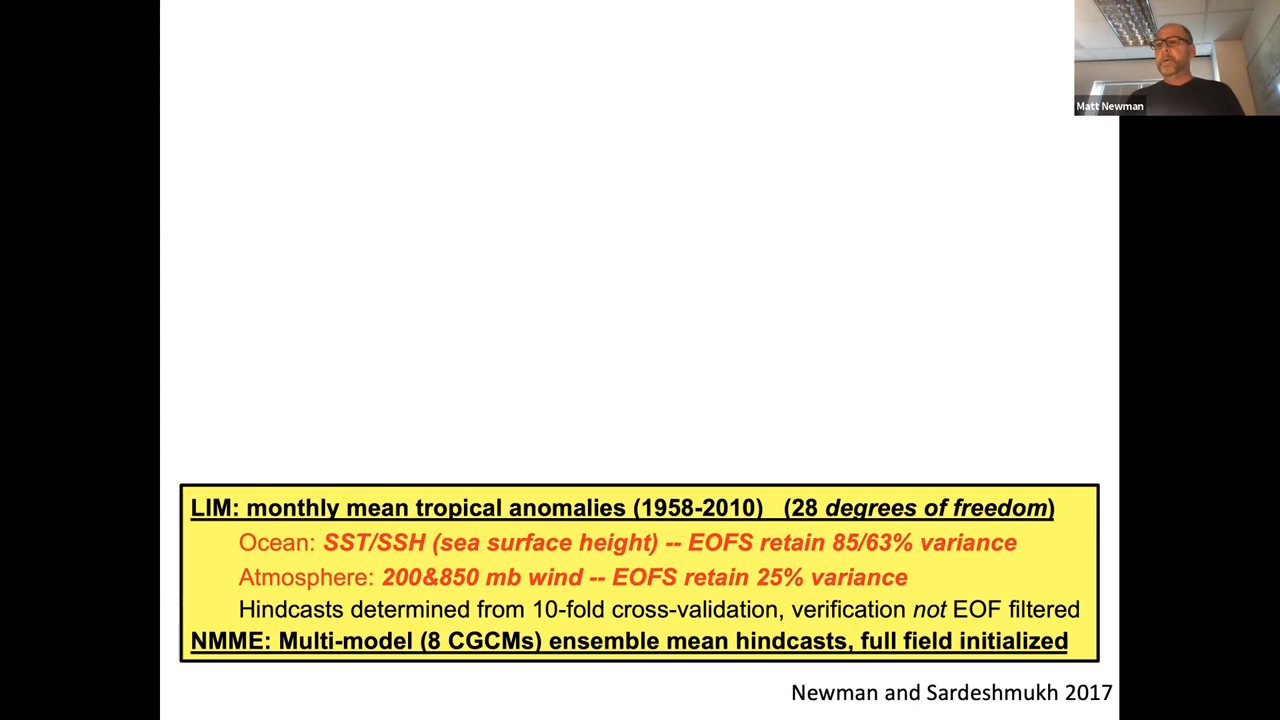 Matt Newman
LIM: monthly mean tropical anomalies (1958-2010) (28 degrees of freedom)
Ocean: SST/SSH (sea surface height) -- EOFS retain 85/63% variance
Atmosphere: 200&850 mb wind -- EOFS retain 25% variance
Hindcasts determined from 10-fold cross-validation, verification not EOF filtered
NMME: Multi-model (8 CGCMs) ensemble mean hindcasts, full field initialized
Newman and Sardeshmukh 2017